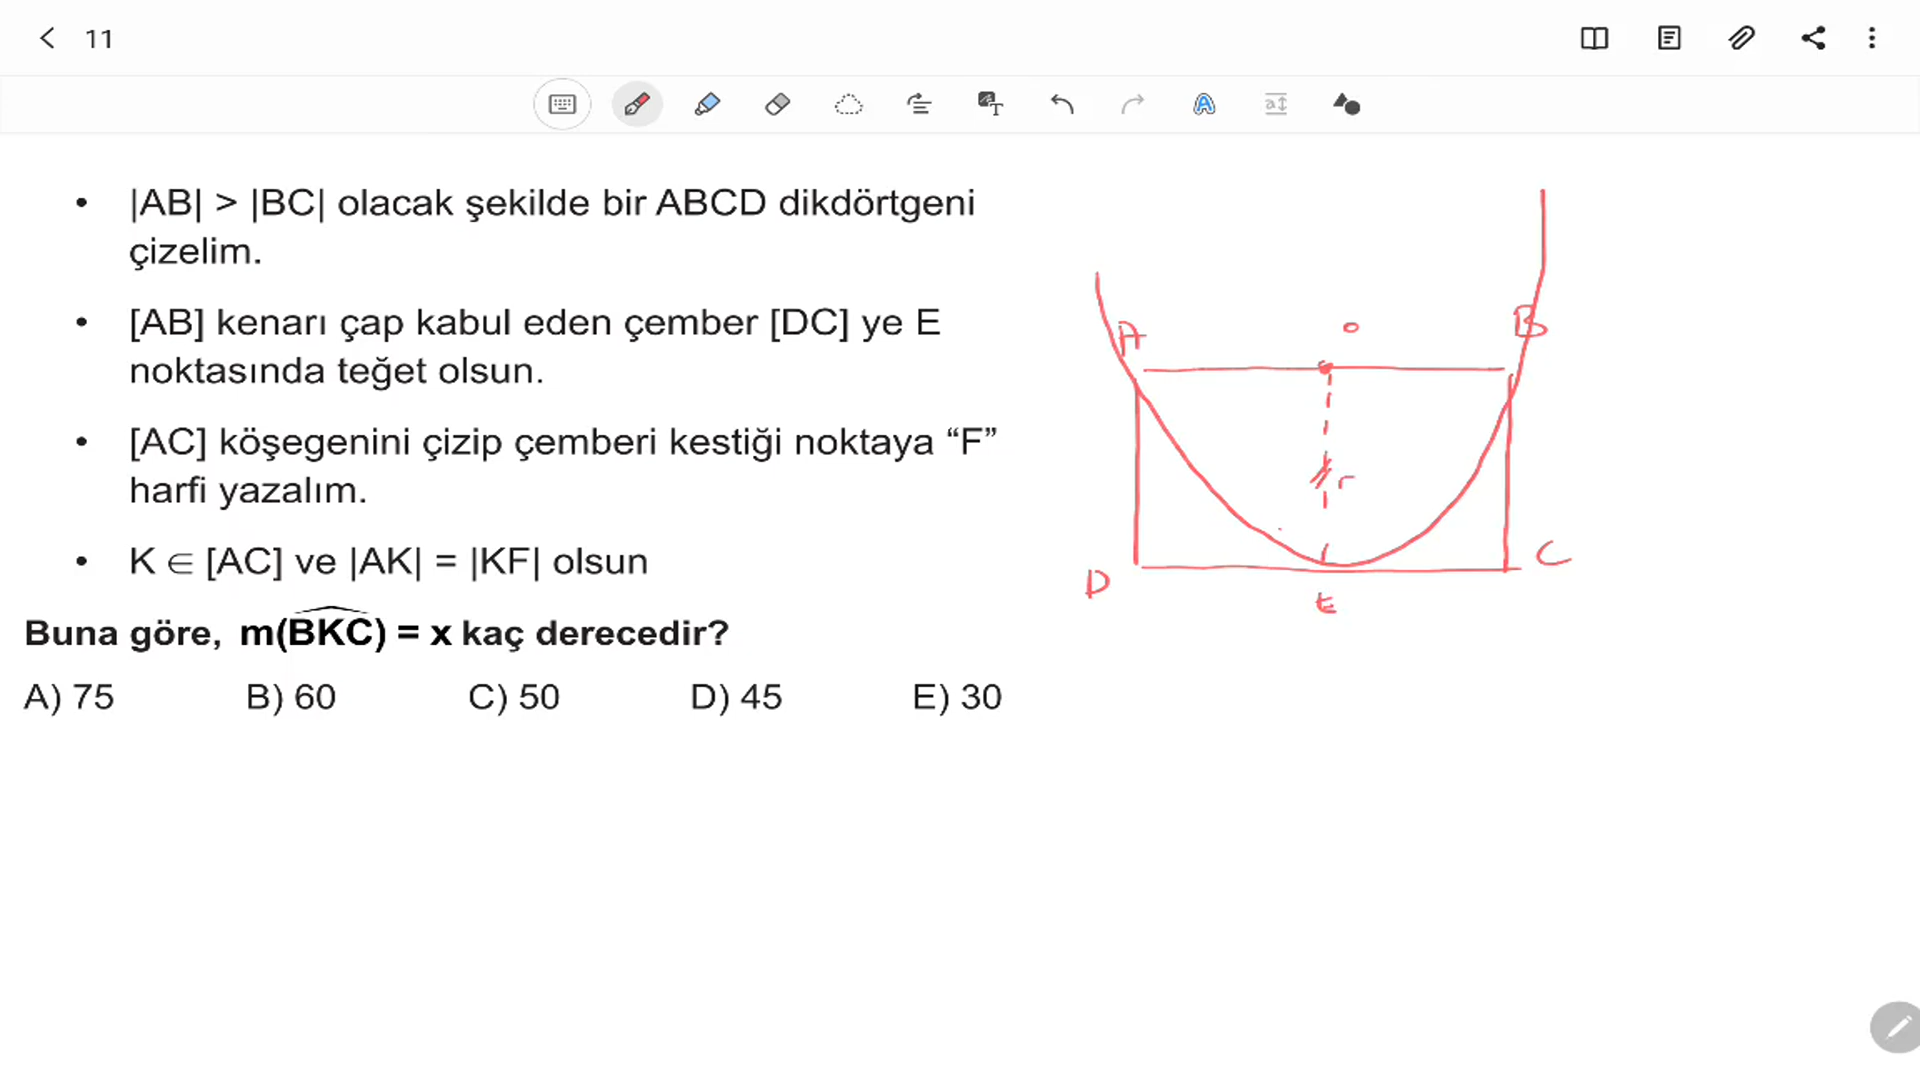 11
• |AB| > |BC| olacak şekilde bir ABCD dikdörtgeni
çizelim.
• [AB] kenarı çap kabul eden çember [DC] ye E
noktasında teğet olsun.
• [AC] köşegenini çizip çemberi kestiği noktaya “F”
harfi yazalım.
• K ∈ [AC] ve |AK| = |KF| olsun
Buna göre, m(BKC) = x kaç derecedir?
A) 75 B) 60 C) 50 D) 45 E) 30
A O B
r
D E C